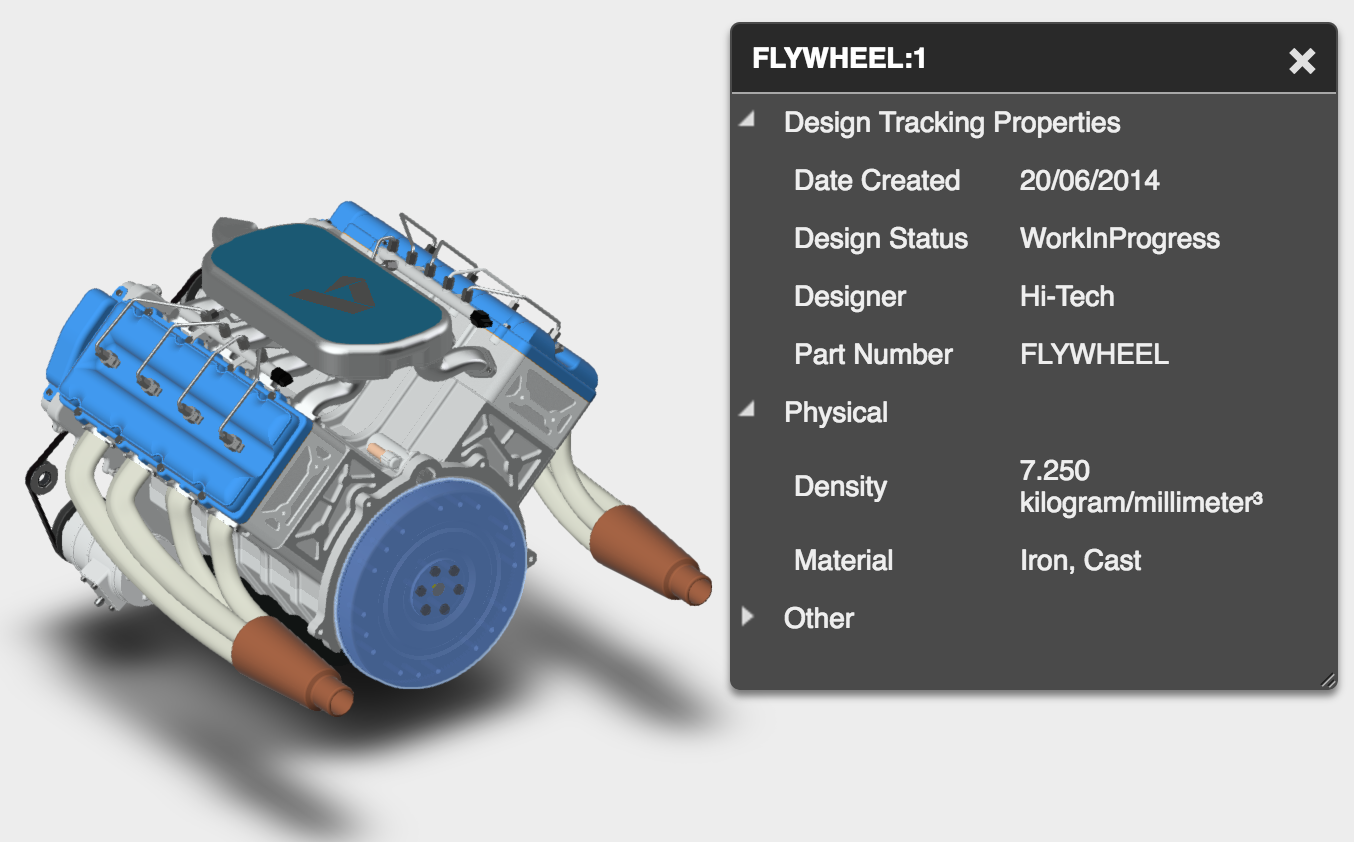 FLYWHEEL:1
Design Tracking Properties
Date Created 20/06/2014
Design Status WorkInProgress
Designer Hi-Tech
Part Number FLYWHEEL
Physical
Density 7.250
kilogram/millimeter³
Material Iron, Cast
Other